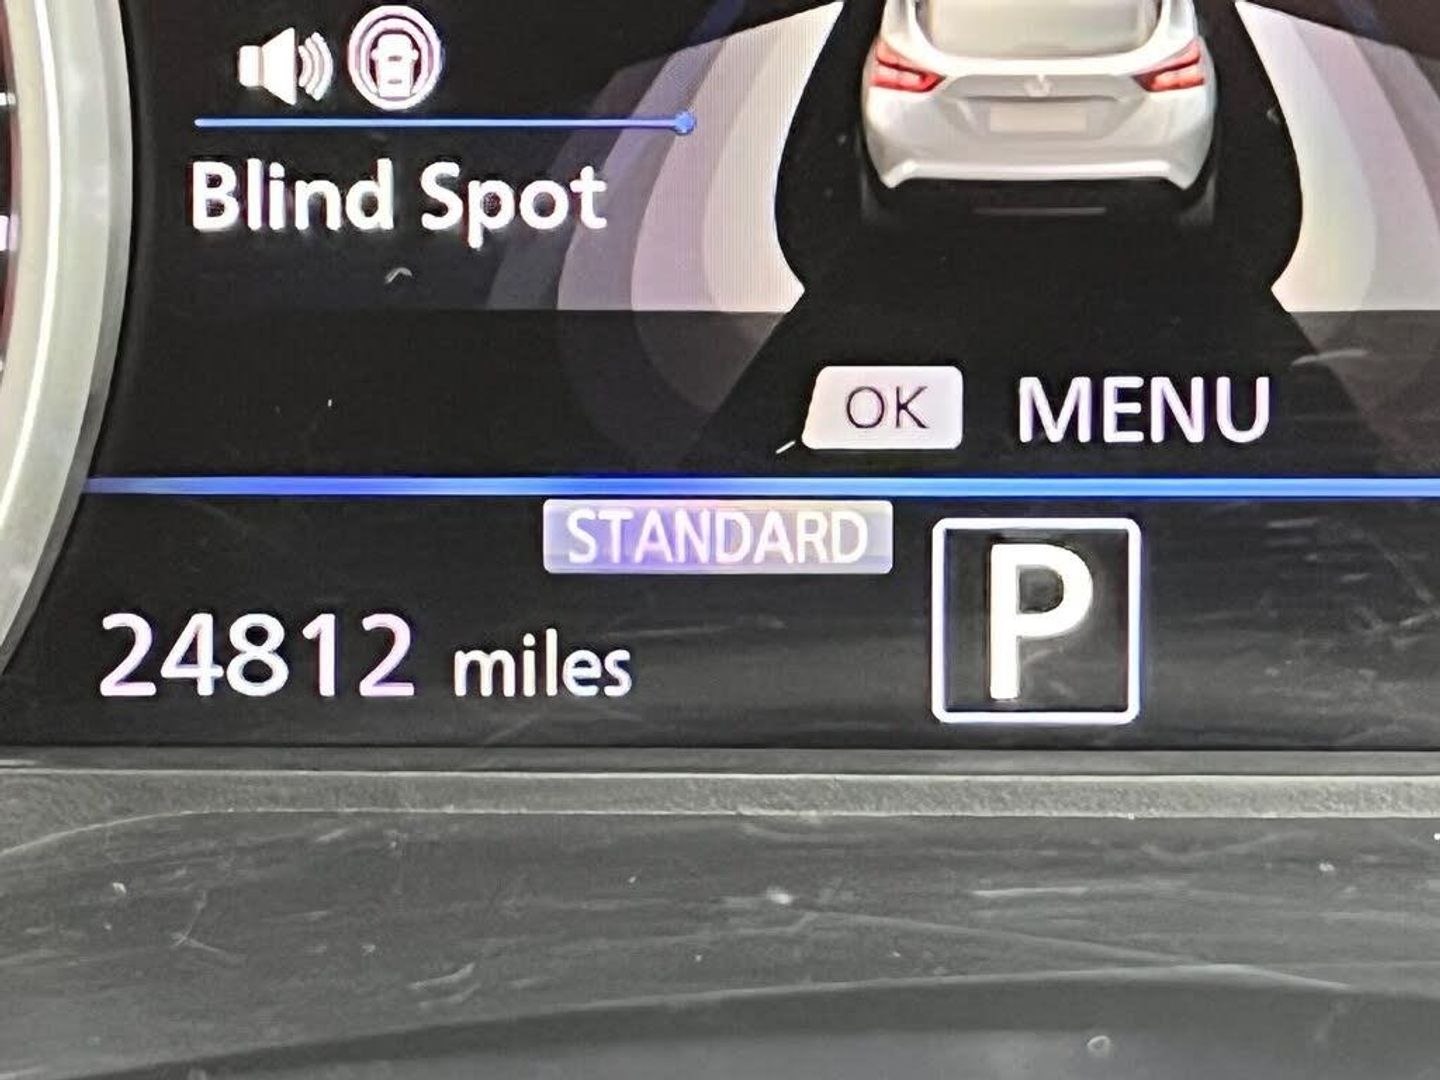 Blind Spot
OK MENU
STANDARD
P
24812 miles